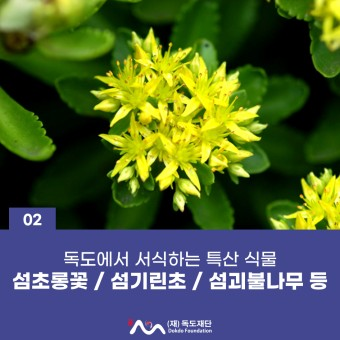 02
독도에서 서식하는 특산 식물
섬초롱꽃 / 섬기린초 / 섬괴불나무 등
(재) 독도재단
Dokdo Foundation